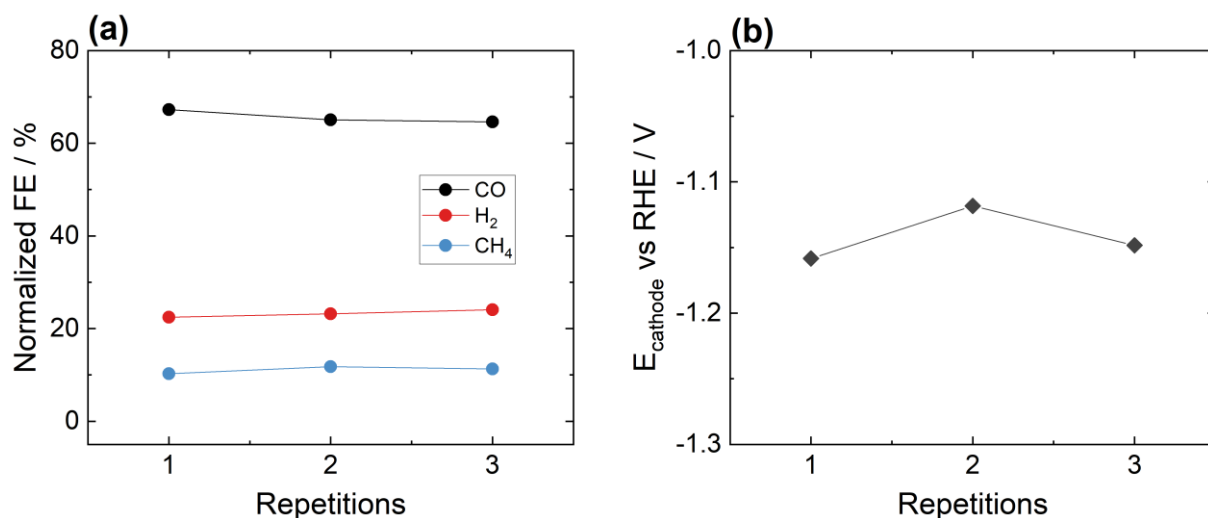 (a)
Normalized FE / %
80
60
40
20
0
CO
H₂
CH₄
1 2 3
Repetitions
(b)
E_cathode vs RHE / V
-1.0
-1.1
-1.2
-1.3
1 2 3
Repetitions